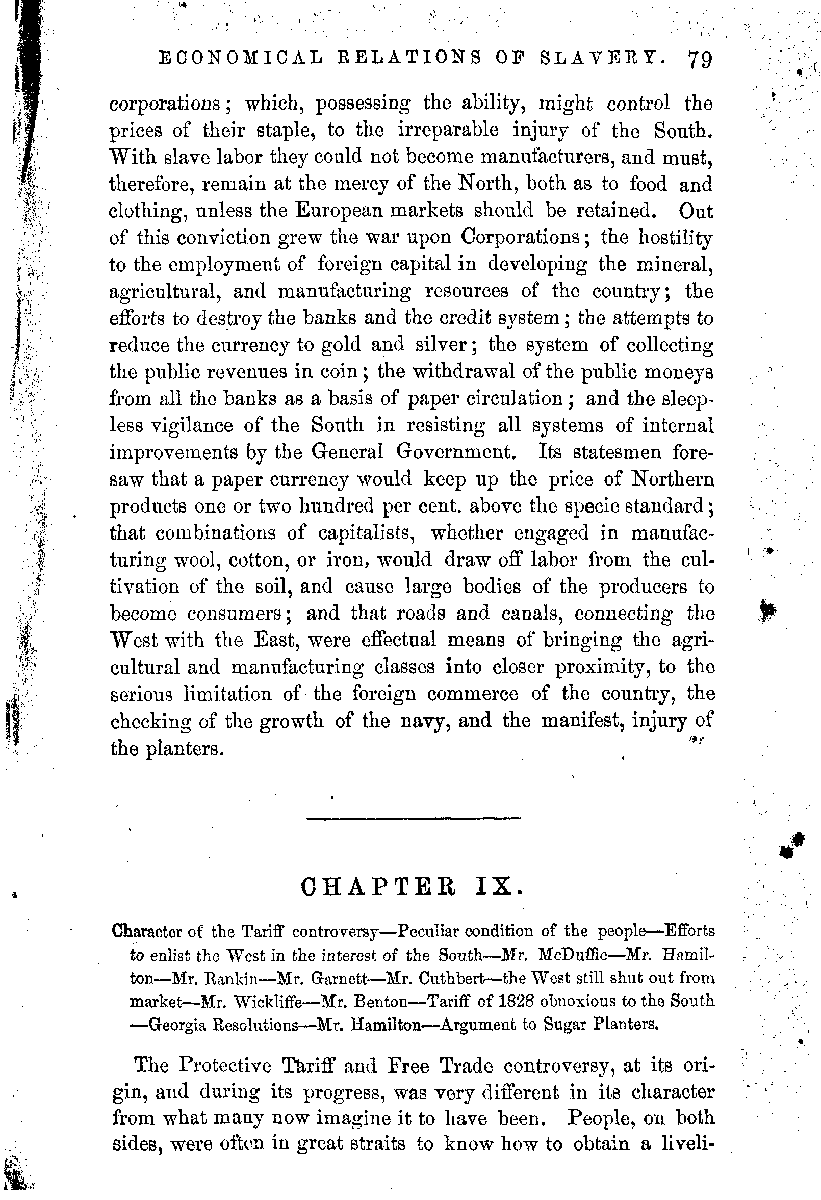 ECONOMICAL RELATIONS OF SLAVERY. 79
corporations; which, possessing the ability, might control the
prices of their staple, to the irreparable injury of the South.
With slave labor they could not become manufacturers, and must,
therefore, remain at the mercy of the North, both as to food and
clothing, unless the European markets should be retained. Out
of this conviction grew the war upon Corporations; the hostility
to the employment of foreign capital in developing the mineral,
agricultural, and manufacturing resources of the country; the
efforts to destroy the banks and the credit system; the attempts to
reduce the currency to gold and silver; the system of collecting
the public revenues in coin; the withdrawal of the public moneys
from all the banks as a basis of paper circulation; and the sleep-
less vigilance of the South in resisting all systems of internal
improvements by the General Government. Its statesmen fore-
saw that a paper currency would keep up the price of Northern
products one or two hundred per cent. above the specie standard;
that combinations of capitalists, whether engaged in manufac-
turing wool, cotton, or iron, would draw off labor from the cul-
tivation of the soil, and cause large bodies of the producers to
become consumers; and that roads and canals, connecting the
West with the East, were effectual means of bringing the agri-
cultural and manufacturing classes into closer proximity, to the
serious limitation of the foreign commerce of the country, the
checking of the growth of the navy, and the manifest, injury of
the planters.
CHAPTER IX.
Character of the Tariff controversy—Peculiar condition of the people—Efforts
to enlist the West in the interest of the South—Mr. McDuffie—Mr. Hamil-
ton—Mr. Rankin—Mr. Garnett—Mr. Cuthbert—the West still shut out from
market—Mr. Wickliffe—Mr. Benton—Tariff of 1828 obnoxious to the South
—Georgia Resolutions—Mr. Hamilton—Argument to Sugar Planters.
The Protective Tariff and Free Trade controversy, at its ori-
gin, and during its progress, was very different in its character
from what many now imagine it to have been. People, on both
sides, were often in great straits to know how to obtain a liveli-